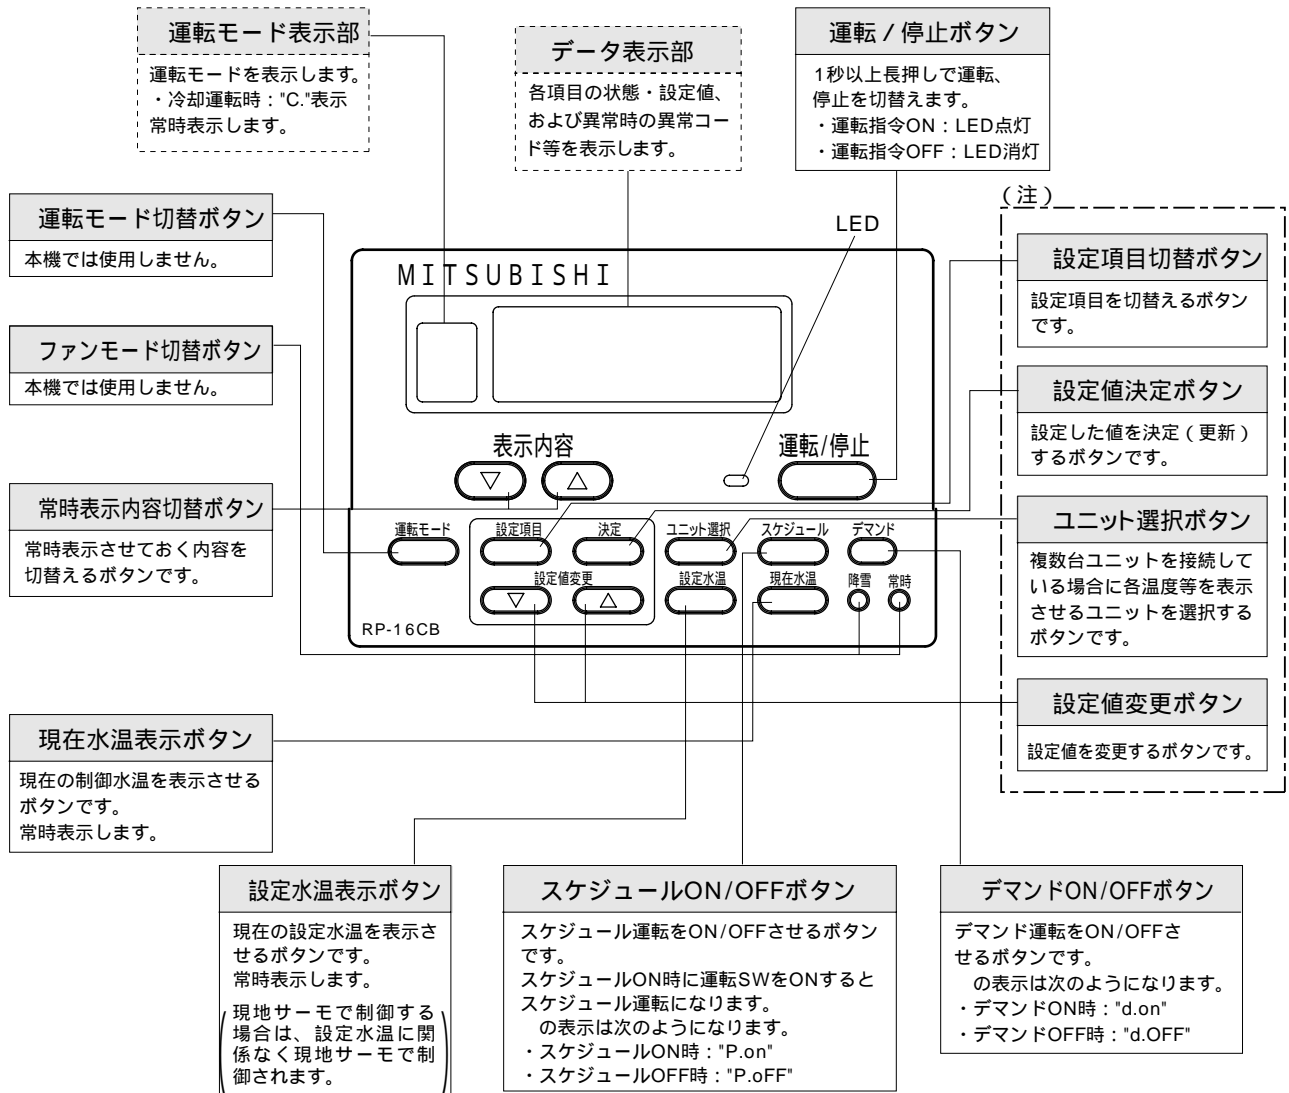 運転モード表示部
運転モードを表示します。
・冷却運転時："C."表示
常時表示します。
データ表示部
各項目の状態・設定値、
および異常時の異常コー
ド等を表示します。
運転 / 停止ボタン
1秒以上長押しで運転、
停止を切替えます。
・運転指令ON：LED点灯
・運転指令OFF：LED消灯
運転モード切替ボタン
本機では使用しません。
ファンモード切替ボタン
本機では使用しません。
常時表示内容切替ボタン
常時表示させておく内容を
切替えるボタンです。
現在水温表示ボタン
現在の制御水温を表示させる
ボタンです。
常時表示します。
LED
MITSUBISHI
表示内容
▽ △
運転/停止
運転モード 設定項目 決定 ユニット選択 スケジュール デマンド
設定値変更 設定水温 現在水温 降雪 常時
▽ △
RP-16CB
（注）
設定項目切替ボタン
設定項目を切替えるボタン
です。
設定値決定ボタン
設定した値を決定（更新）
するボタンです。
ユニット選択ボタン
複数台ユニットを接続して
いる場合に各温度等を表示
させるユニットを選択する
ボタンです。
設定値変更ボタン
設定値を変更するボタンです。
設定水温表示ボタン
現在の設定水温を表示さ
せるボタンです。
常時表示します。
現地サーモで制御する
場合は、設定水温に関
係なく現地サーモで制
御されます。
スケジュールON/OFFボタン
スケジュール運転をON/OFFさせるボタン
です。
スケジュールON時に運転SWをONすると
スケジュール運転になります。
の表示は次のようになります。
・スケジュールON時："P.on"
・スケジュールOFF時："P.oFF"
デマンドON/OFFボタン
デマンド運転をON/OFFさ
せるボタンです。
の表示は次のようになります。
・デマンドON時："d.on"
・デマンドOFF時："d.OFF"